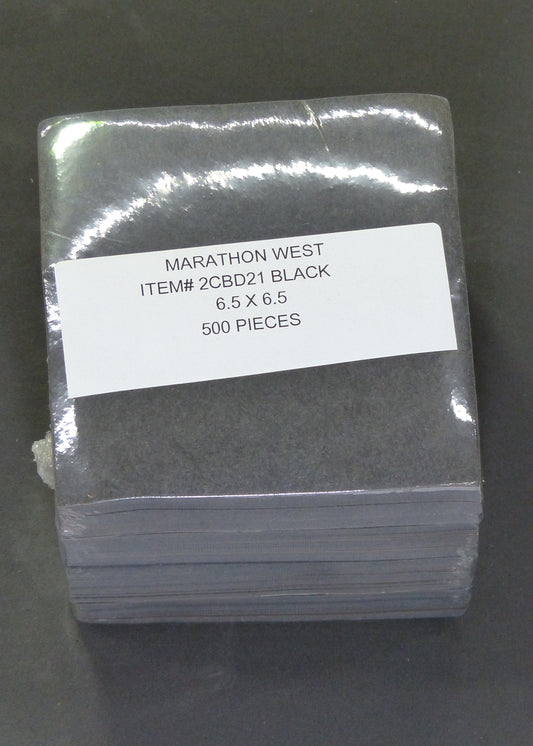 MARATHON WEST
ITEM# 2CBD21 BLACK
6.5 X 6.5
500 PIECES